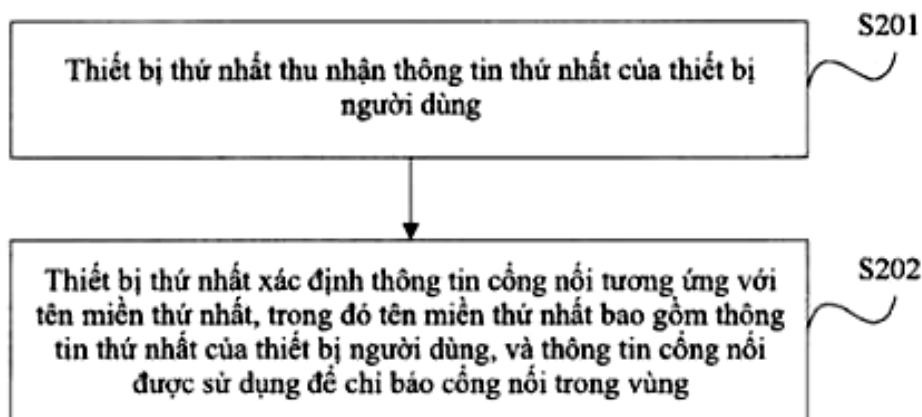 S201
Thiết bị thứ nhất thu nhận thông tin thứ nhất của thiết bị
người dùng
S202
Thiết bị thứ nhất xác định thông tin cổng nối tương ứng với
tên miền thứ nhất, trong đó tên miền thứ nhất bao gồm thông
tin thứ nhất của thiết bị người dùng, và thông tin cổng nối
được sử dụng để chỉ báo cổng nối trong vùng